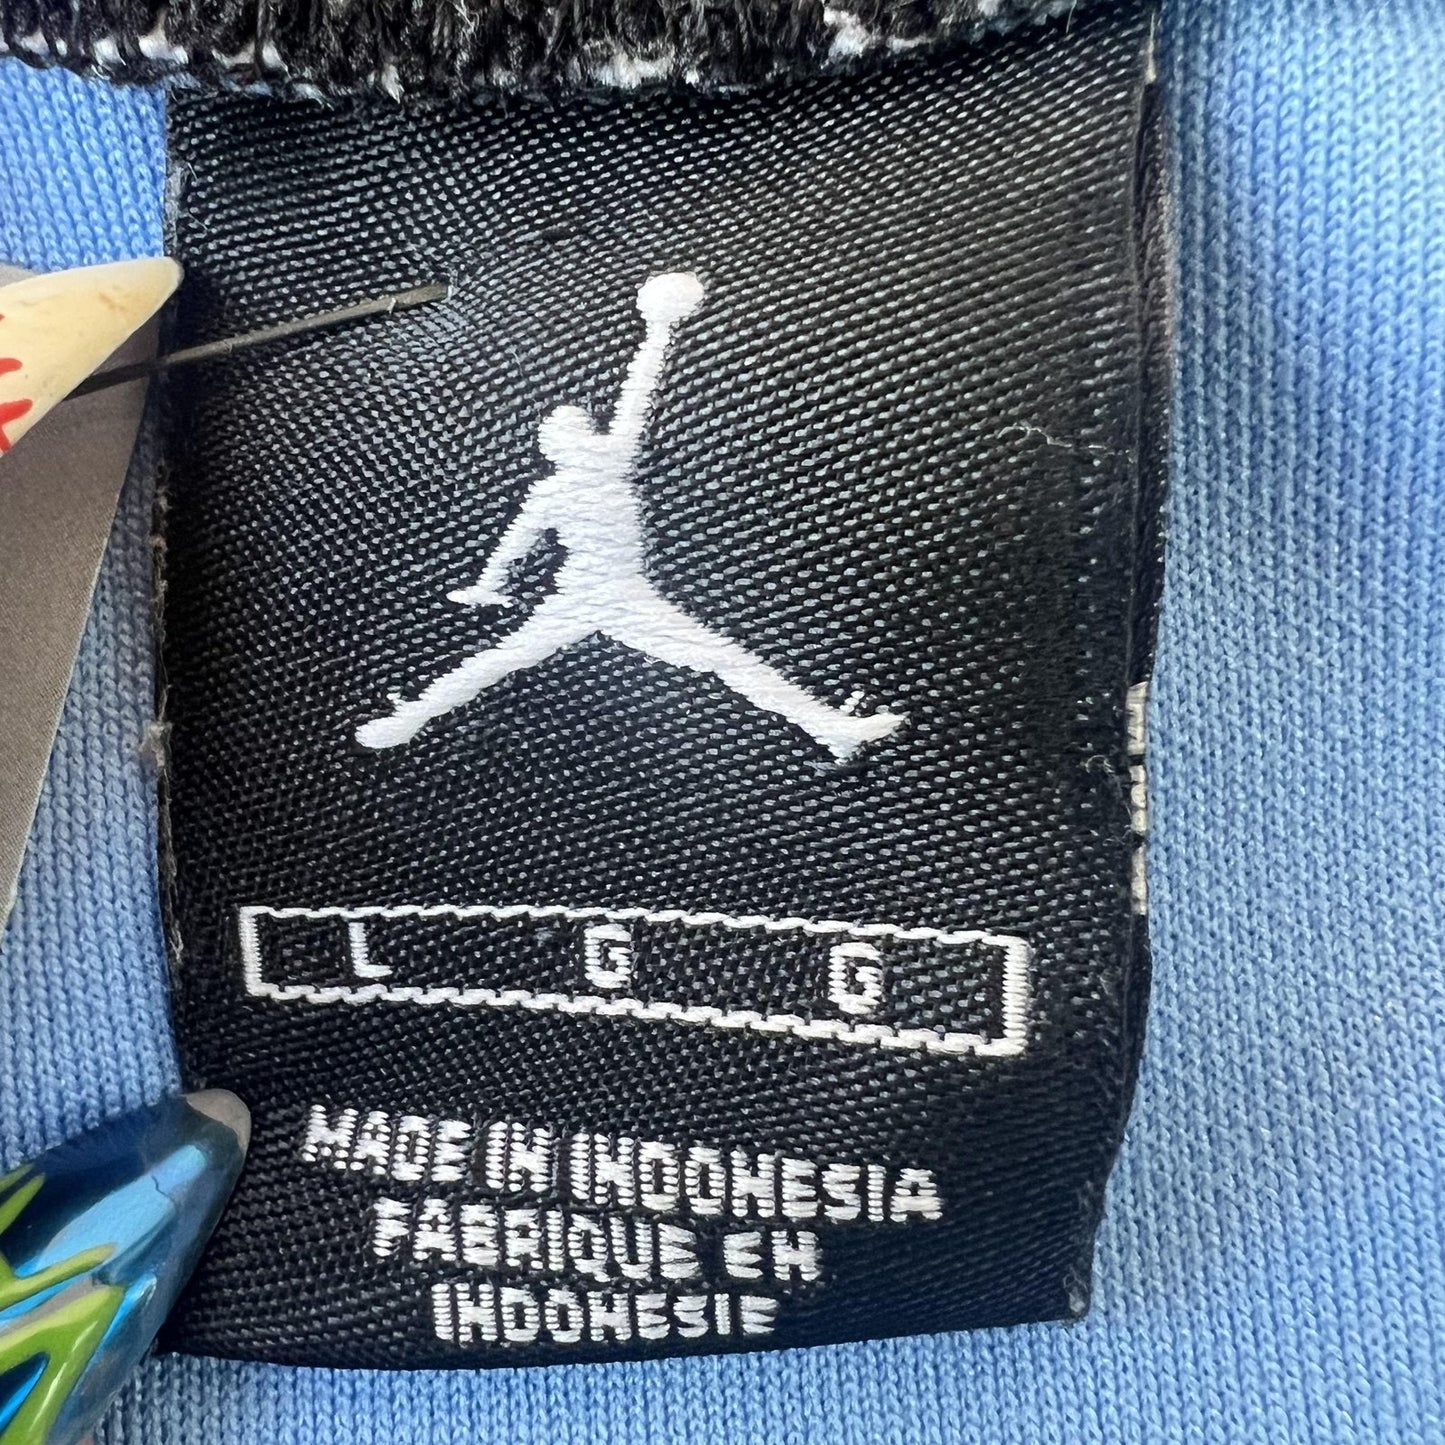 L G G
MADE IN INDONESIA
FABRIQUE EN
INDONESIE